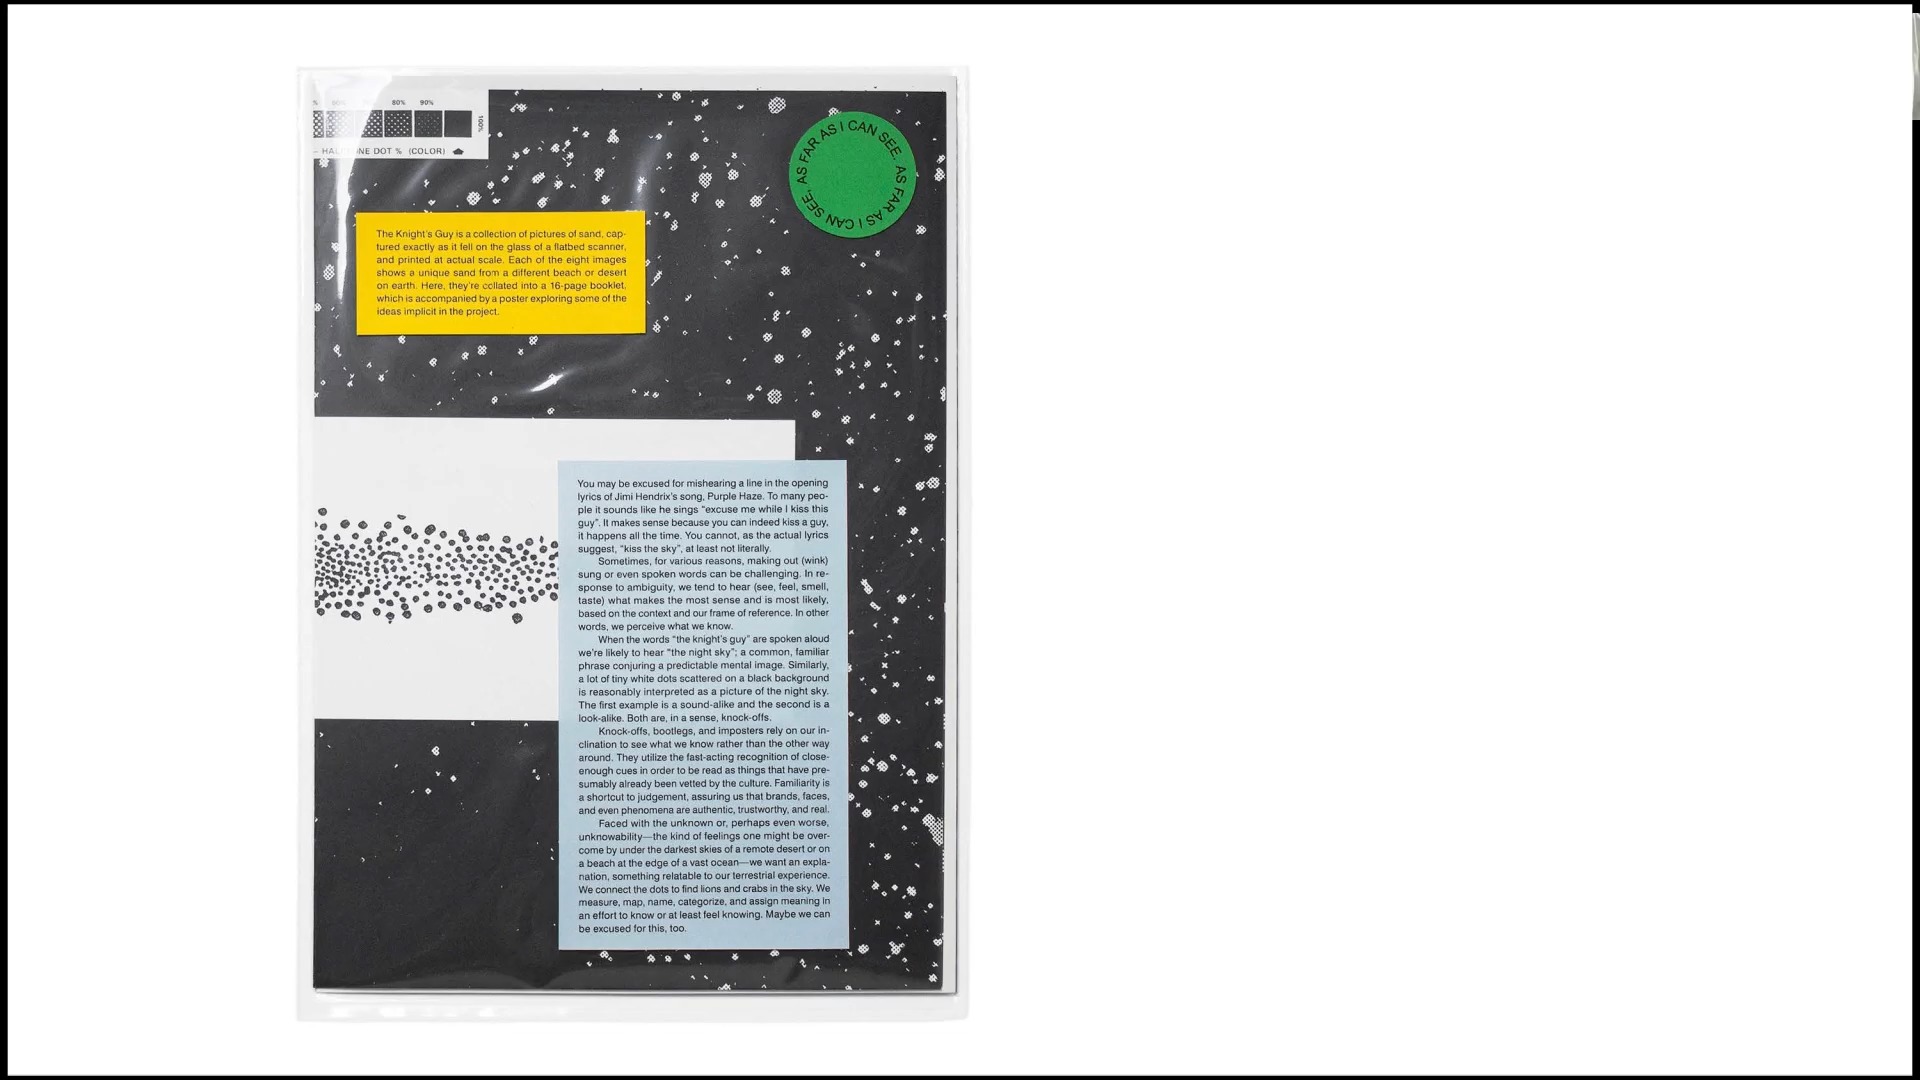 80% 90%
100%
HALFTONE DOT % (COLOR)
AS FAR AS I CAN SEE. AS FAR AS I CAN SEE.
The Knight's Guy is a collection of pictures of sand, cap-
tured exactly as it fell on the glass of a flatbed scanner,
and printed at actual scale. Each of the eight images
shows a unique sand from a different beach or desert
on earth. Here, they're collated into a 16-page booklet,
which is accompanied by a poster exploring some of the
ideas implicit in the project.
You may be excused for mishearing a line in the opening
lyrics of Jimi Hendrix's song, Purple Haze. To many peo-
ple it sounds like he sings “excuse me while I kiss this
guy”. It makes sense because you can indeed kiss a guy,
it happens all the time. You cannot, as the actual lyrics
suggest, “kiss the sky”, at least not literally.
Sometimes, for various reasons, making out (wink)
sung or even spoken words can be challenging. In re-
sponse to ambiguity, we tend to hear (see, feel, smell,
taste) what makes the most sense and is most likely,
based on the context and our frame of reference. In other
words, we perceive what we know.
When the words “the knight's guy” are spoken aloud
we're likely to hear “the night sky”; a common, familiar
phrase conjuring a predictable mental image. Similarly,
a lot of tiny white dots scattered on a black background
is reasonably interpreted as a picture of the night sky.
The first example is a sound-alike and the second is a
look-alike. Both are, in a sense, knock-offs.
Knock-offs, bootlegs, and imposters rely on our in-
clination to see what we know rather than the other way
around. They utilize the fast-acting recognition of close-
enough cues in order to be read as things that have pre-
sumably already been vetted by the culture. Familiarity is
a shortcut to judgement, assuring us that brands, faces,
and even phenomena are authentic, trustworthy, and real.
Faced with the unknown or, perhaps even worse,
unknowability—the kind of feelings one might be over-
come by under the darkest skies of a remote desert or on
a beach at the edge of a vast ocean—we want an expla-
nation, something relatable to our terrestrial experience.
We connect the dots to find lions and crabs in the sky. We
measure, map, name, categorize, and assign meaning in
an effort to know or at least feel knowing. Maybe we can
be excused for this, too.